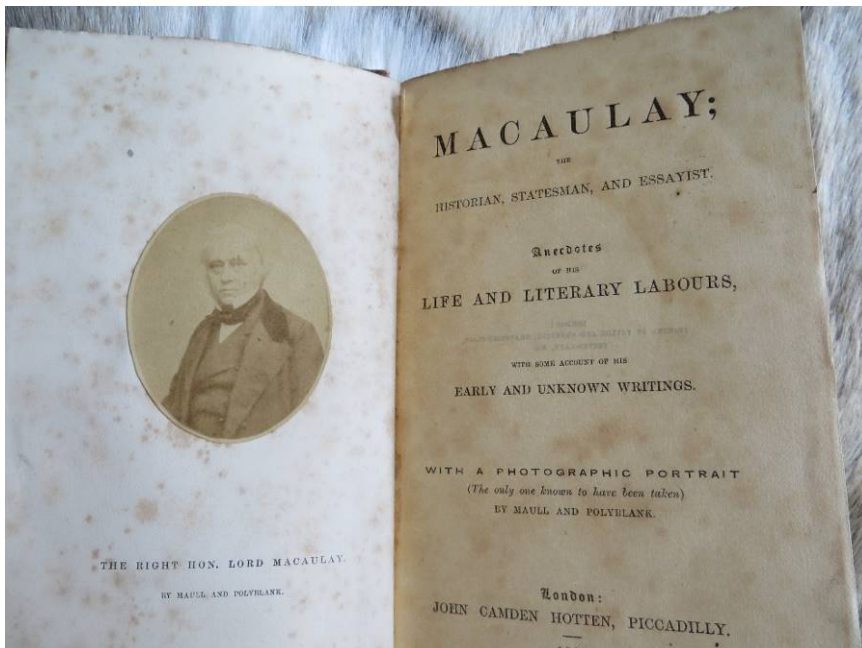 THE RIGHT HON. LORD MACAULAY.
BY MAULL AND POLYBLANK.
MACAULAY;
THE
HISTORIAN, STATESMAN, AND ESSAYIST.
Anecdotes
OF HIS
LIFE AND LITERARY LABOURS,
WITH SOME ACCOUNT OF HIS
EARLY AND UNKNOWN WRITINGS.
WITH A PHOTOGRAPHIC PORTRAIT
(The only one known to have been taken)
BY MAULL AND POLYBLANK.
London:
JOHN CAMDEN HOTTEN, PICCADILLY.